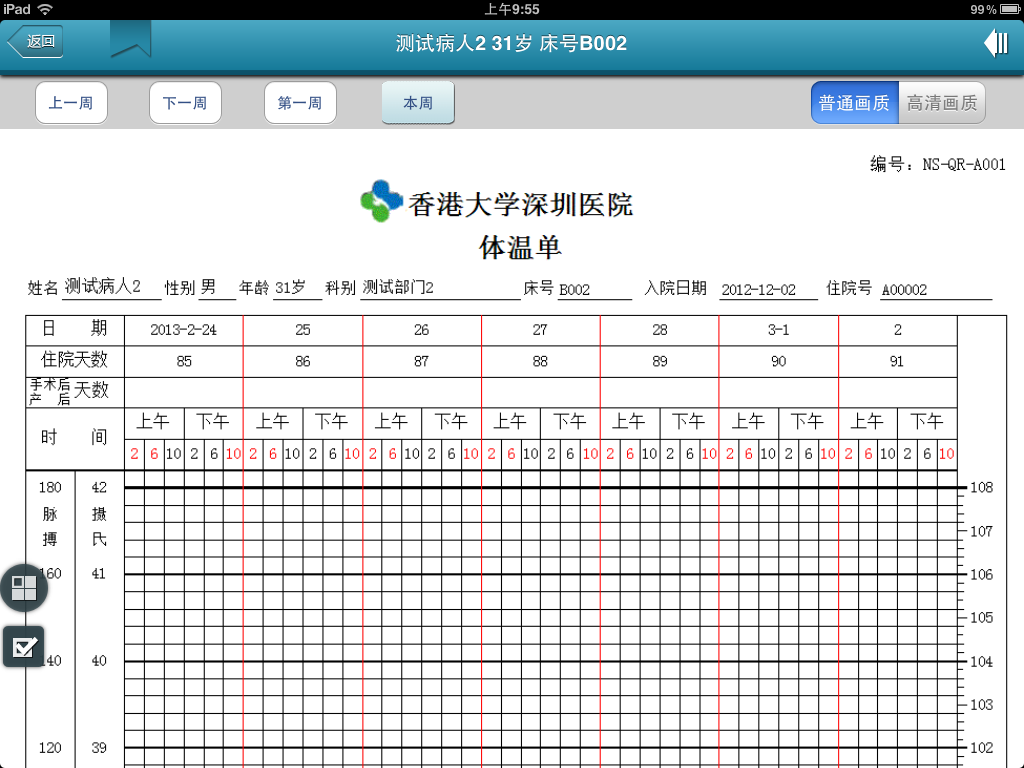 iPad 上午9:55 99%
返回 测试病人2 31岁 床号B002
上一周 下一周 第一周 本周 普通画质 高清画质
编号：NS-QR-A001
香港大学深圳医院
体温单
姓名 测试病人2 性别 男 年龄 31岁 科别 测试部门2 床号 B002 入院日期 2012-12-02 住院号 A00002
日 期 2013-2-24 25 26 27 28 3-1 2
住院天数 85 86 87 88 89 90 91
手术后
产 后 天数
上午 下午 上午 下午 上午 下午 上午 下午 上午 下午 上午 下午 上午 下午
时 间
2 6 10 2 6 10 2 6 10 2 6 10 2 6 10 2 6 10 2 6 10 2 6 10 2 6 10 2 6 10 2 6 10 2 6 10 2 6 10 2 6 10
180 42 108
脉 摄
107
搏 氏
160 41 106
105
140 40 104
103
120 39 102